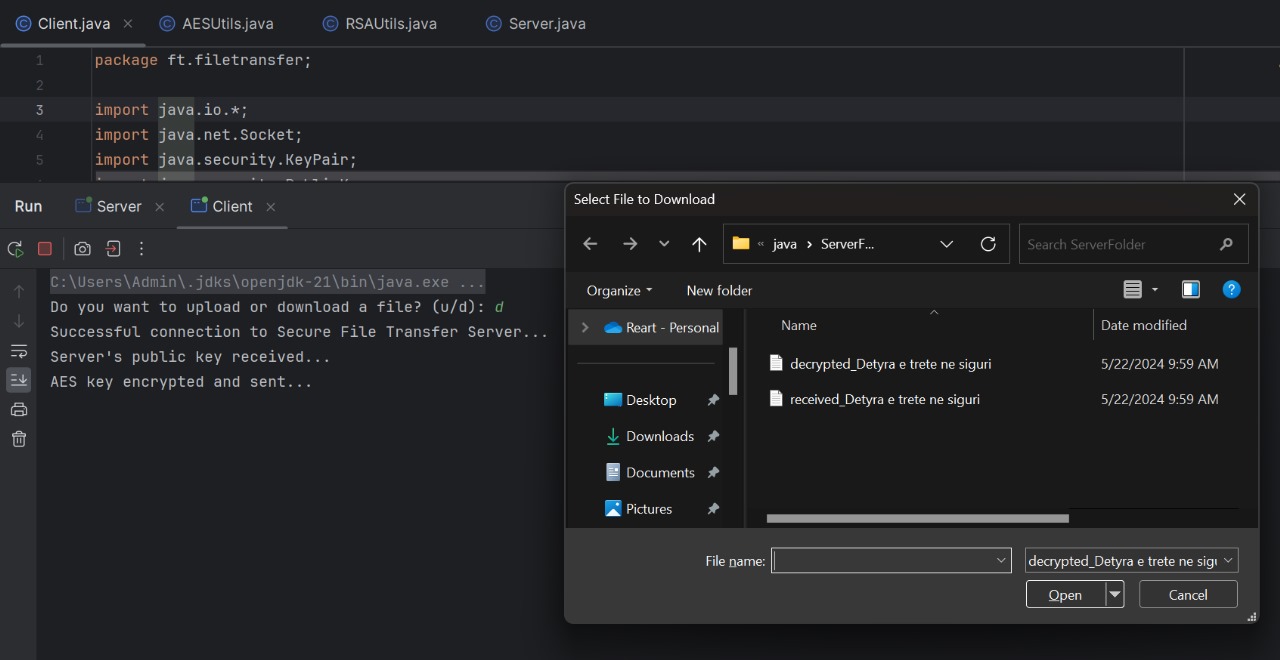 Client.java
AESUtils.java
RSAUtils.java
Server.java
1 package ft.filetransfer;
2
3 import java.io.*;
4 import java.net.Socket;
5 import java.security.KeyPair;
Run
Server
Client
C:\Users\Admin\.jdks\openjdk-21\bin\java.exe ...
Do you want to upload or download a file? (u/d): d
Successful connection to Secure File Transfer Server...
Server's public key received...
AES key encrypted and sent...
Select File to Download
« java › ServerF...
Search ServerFolder
Organize
New folder
Reart - Personal
Desktop
Downloads
Documents
Pictures
Name
Date modified
decrypted_Detyra e trete ne siguri
5/22/2024 9:59 AM
received_Detyra e trete ne siguri
5/22/2024 9:59 AM
File name:
decrypted_Detyra e trete ne sigu
Open
Cancel